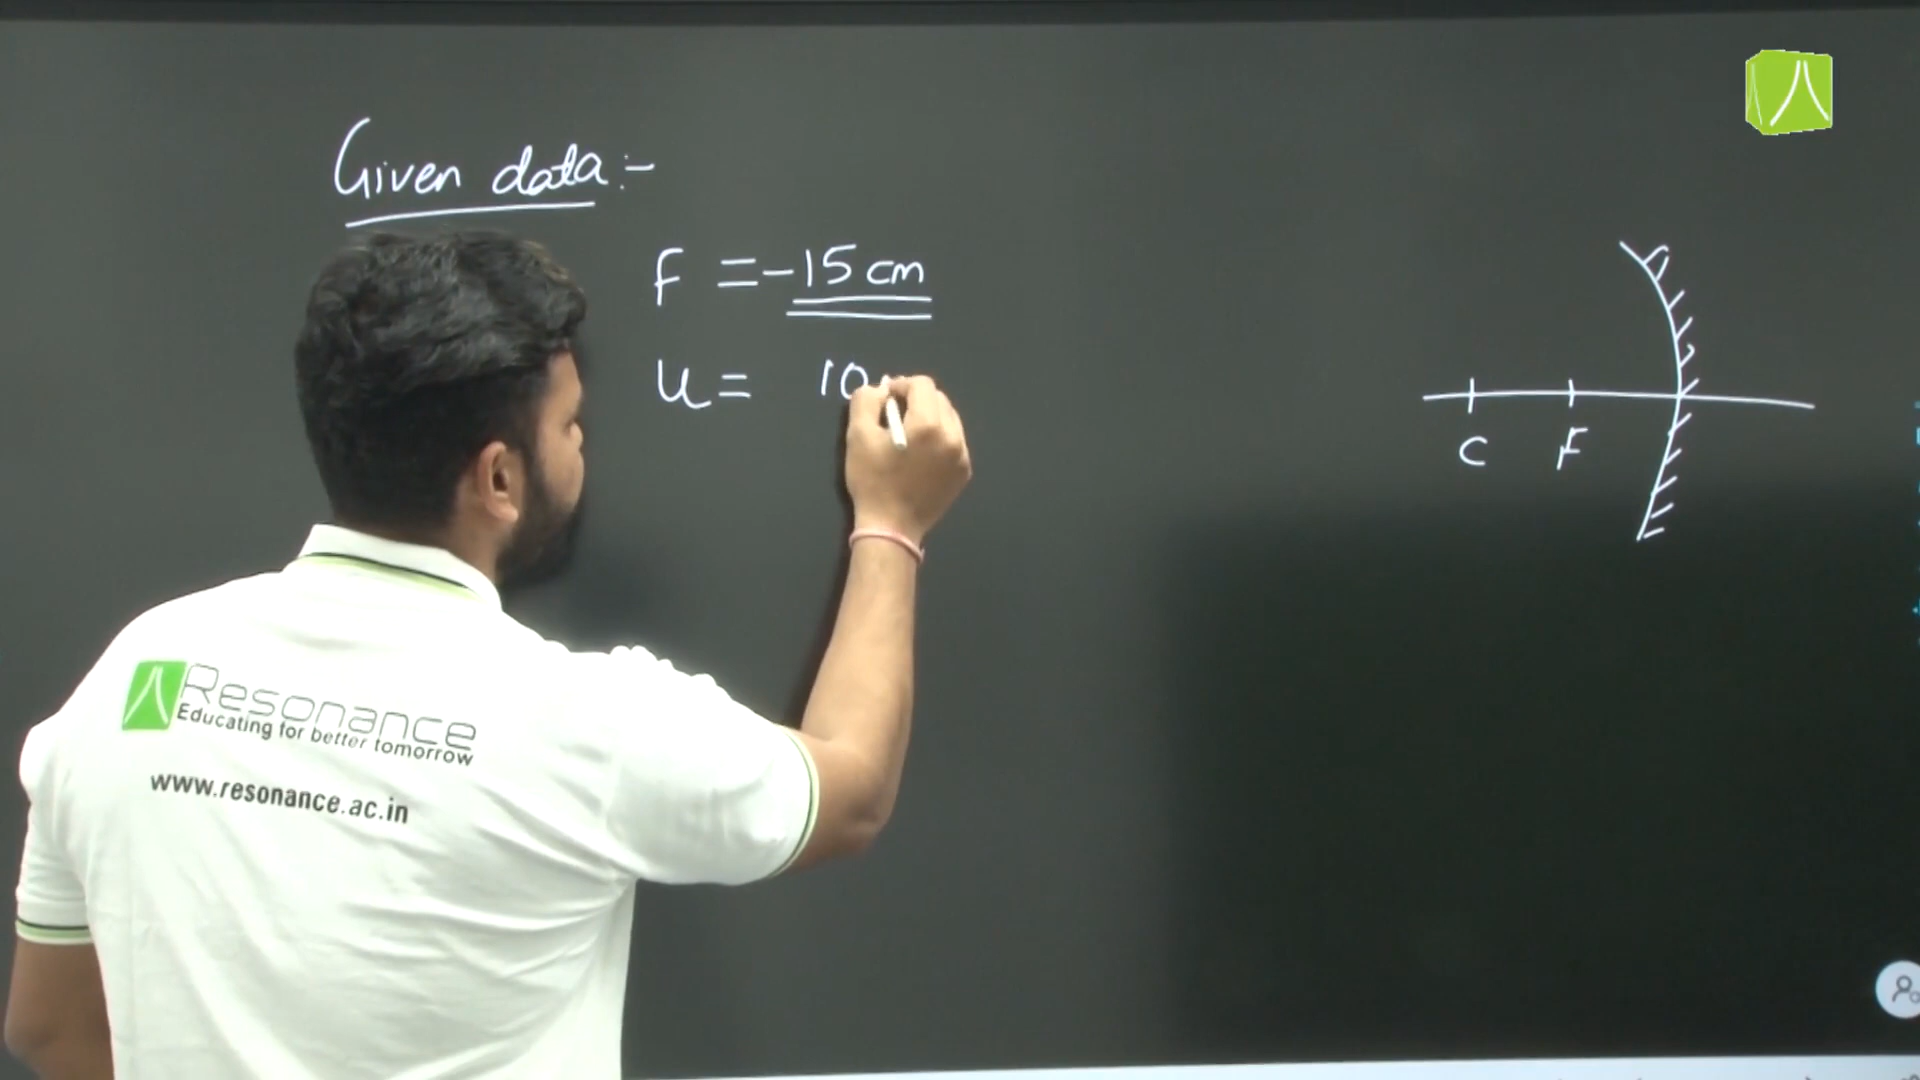 Given data :-
F = -15 cm
u = 10
C F
Resonance
Educating for better tomorrow
www.resonance.ac.in